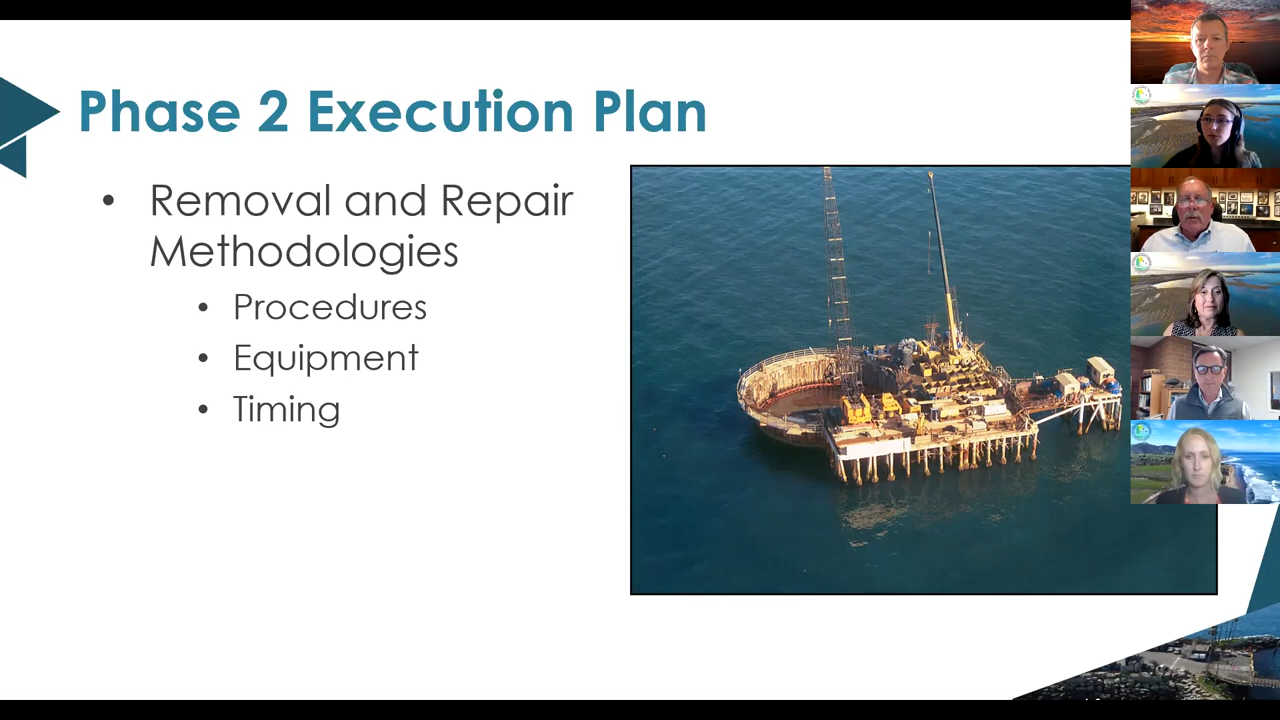 Phase 2 Execution Plan
• Removal and Repair
Methodologies
• Procedures
• Equipment
• Timing